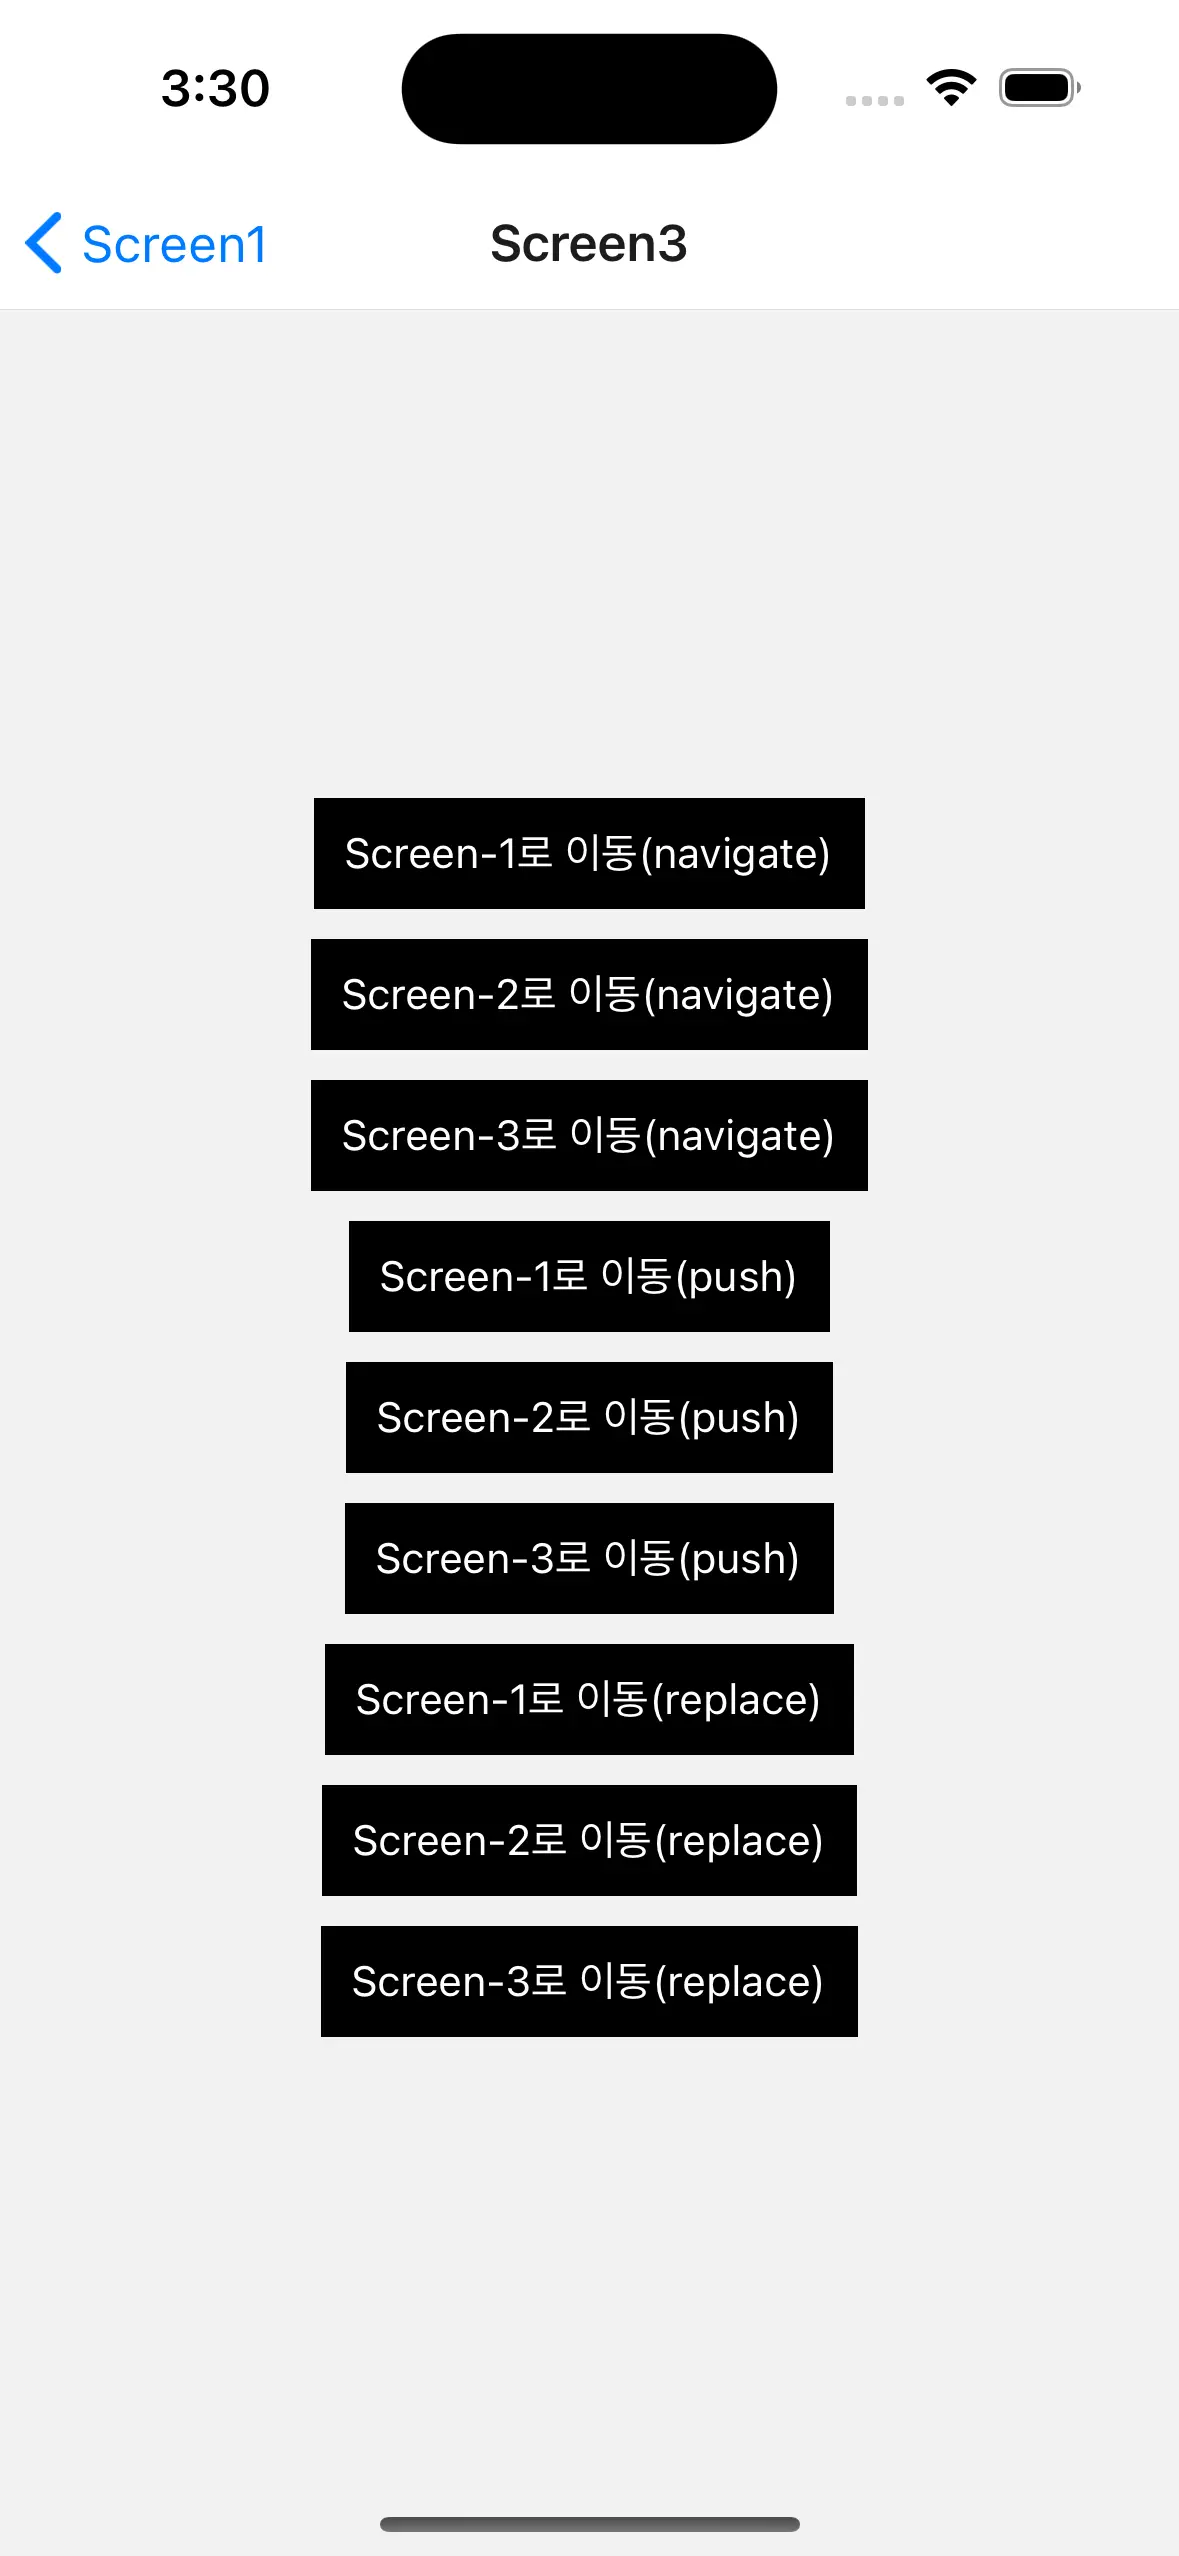 3:30
Screen1
Screen3
Screen-1로 이동(navigate)
Screen-2로 이동(navigate)
Screen-3로 이동(navigate)
Screen-1로 이동(push)
Screen-2로 이동(push)
Screen-3로 이동(push)
Screen-1로 이동(replace)
Screen-2로 이동(replace)
Screen-3로 이동(replace)